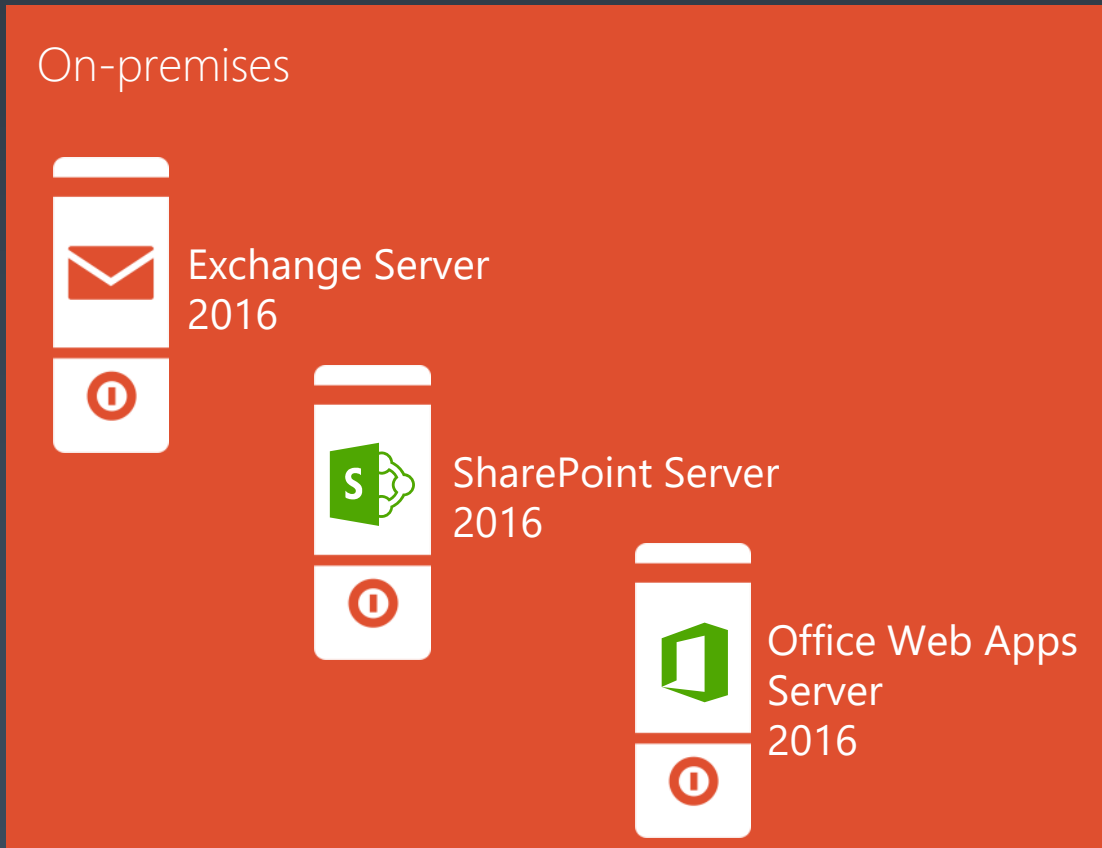 On-premises
Exchange Server
2016
S
SharePoint Server
2016
Office Web Apps
Server
2016